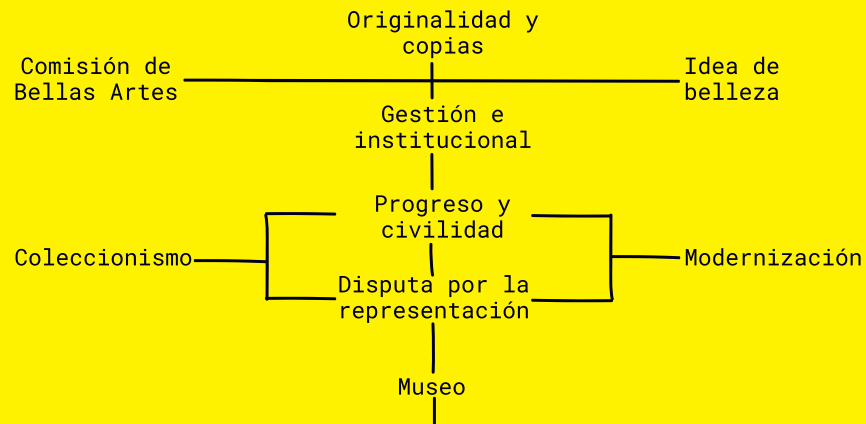 Originalidad y
copias
Comisión de
Bellas Artes
Idea de
belleza
Gestión e
institucional
Progreso y
civilidad
Coleccionismo
Modernización
Disputa por la
representación
Museo